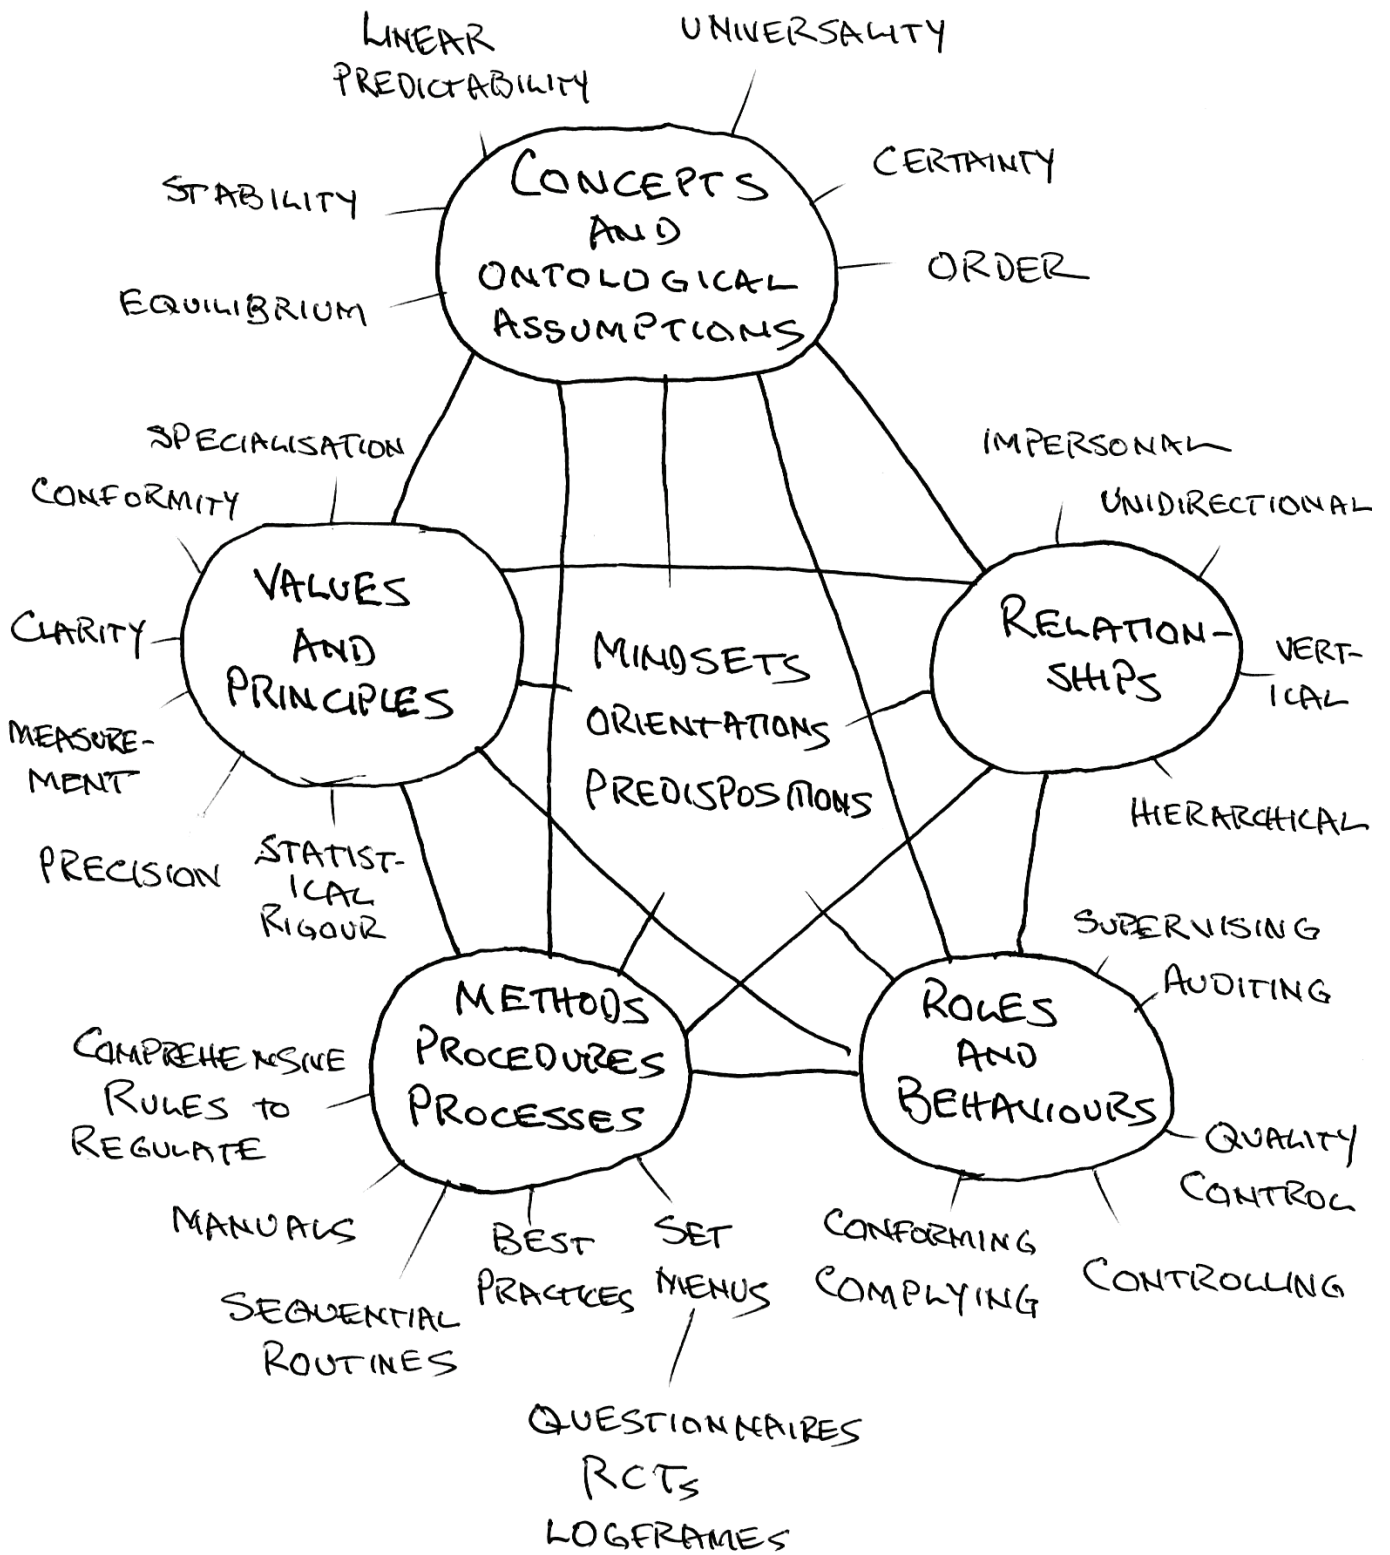 LINEAR
PREDICTABILITY
UNIVERSALITY
CERTAINTY
ORDER
STABILITY
EQUILIBRIUM
CONCEPTS
AND
ONTOLOGICAL
ASSUMPTIONS
SPECIALISATION
CONFORMITY
CLARITY
MEASURE-
MENT
PRECISION
STATIST-
ICAL
RIGOUR
VALUES
AND
PRINCIPLES
MINDSETS
ORIENTATIONS
PREDISPOSITIONS
IMPERSONAL
UNIDIRECTIONAL
VERT-
ICAL
HIERARCHICAL
RELATION-
SHIPS
METHODS
PROCEDURES
PROCESSES
COMPREHENSIVE
RULES TO
REGULATE
MANUALS
SEQUENTIAL
ROUTINES
BEST
PRACTICES
SET
MENUS
QUESTIONNAIRES
RCTs
LOGFRAMES
ROLES
AND
BEHAVIOURS
SUPERVISING
AUDITING
QUALITY
CONTROL
CONTROLLING
CONFORMING
COMPLYING